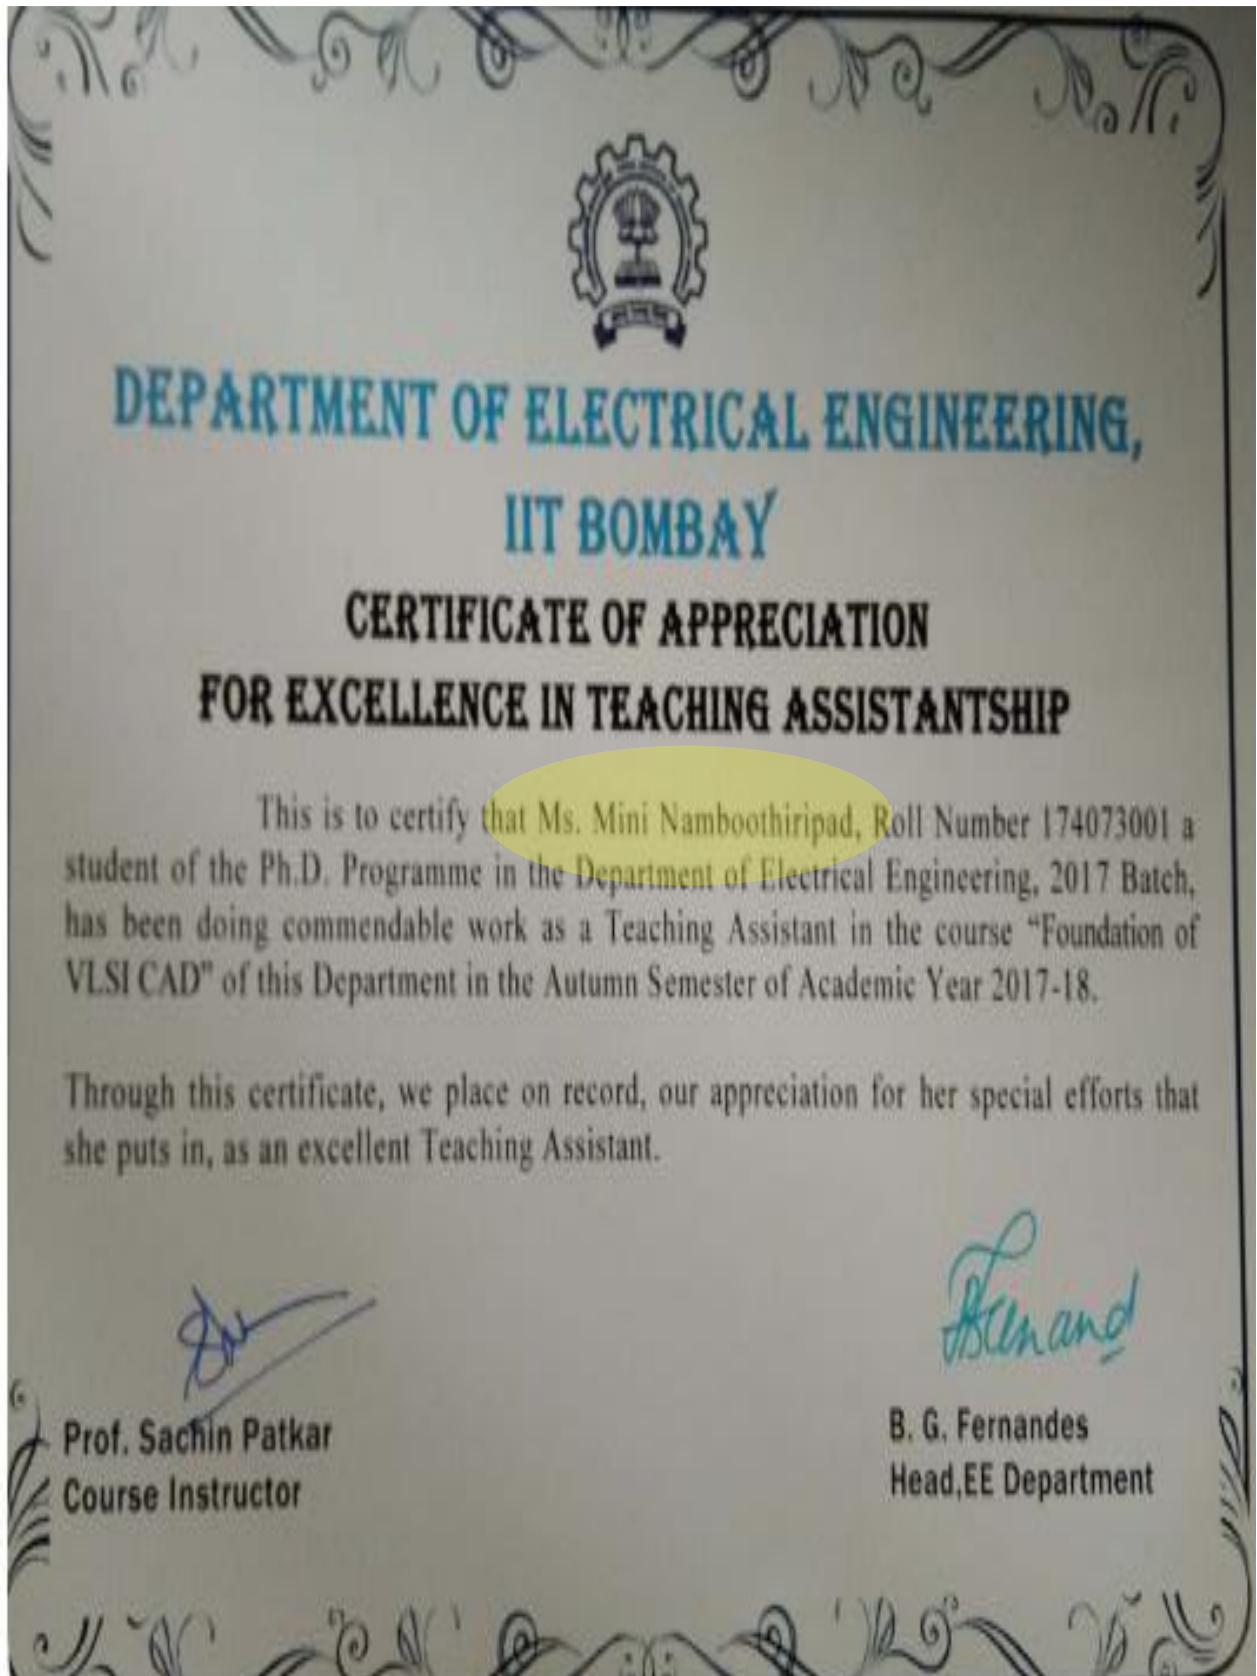 DEPARTMENT OF ELECTRICAL ENGINEERING,
IIT BOMBAY
CERTIFICATE OF APPRECIATION
FOR EXCELLENCE IN TEACHING ASSISTANTSHIP
This is to certify that Ms. Mini Namboothiripad, Roll Number 174073001 a
student of the Ph.D. Programme in the Department of Electrical Engineering, 2017 Batch,
has been doing commendable work as a Teaching Assistant in the course “Foundation of
VLSI CAD” of this Department in the Autumn Semester of Academic Year 2017-18.
Through this certificate, we place on record, our appreciation for her special efforts that
she puts in, as an excellent Teaching Assistant.
Prof. Sachin Patkar
Course Instructor
B. G. Fernandes
Head,EE Department